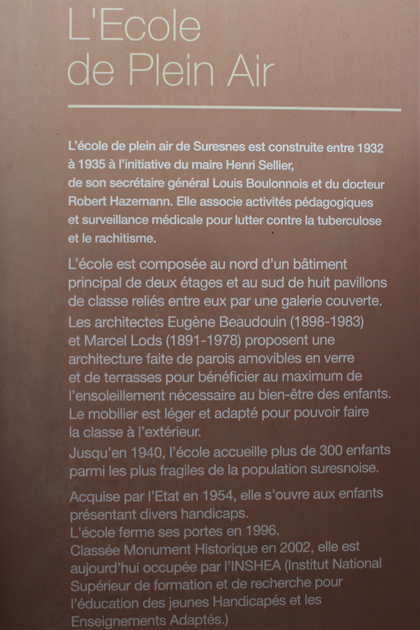 L'Ecole
de Plein Air
L'école de plein air de Suresnes est construite entre 1932
à 1935 à l'initiative du maire Henri Sellier,
de son secrétaire général Louis Boulonnois et du docteur
Robert Hazemann. Elle associe activités pédagogiques
et surveillance médicale pour lutter contre la tuberculose
et le rachitisme.
L'école est composée au nord d'un bâtiment
principal de deux étages et au sud de huit pavillons
de classe reliés entre eux par une galerie couverte.
Les architectes Eugène Beaudouin (1898-1983)
et Marcel Lods (1891-1978) proposent une
architecture faite de parois amovibles en verre
et de terrasses pour bénéficier au maximum de
l'ensoleillement nécessaire au bien-être des enfants.
Le mobilier est léger et adapté pour pouvoir faire
la classe à l'extérieur.
Jusqu'en 1940, l'école accueille plus de 300 enfants
parmi les plus fragiles de la population suresnoise.
Acquise par l'Etat en 1954, elle s'ouvre aux enfants
présentant divers handicaps.
L'école ferme ses portes en 1996.
Classée Monument Historique en 2002, elle est
aujourd'hui occupée par l'INSHEA (Institut National
Supérieur de formation et de recherche pour
l'éducation des jeunes Handicapés et les
Enseignements Adaptés.)